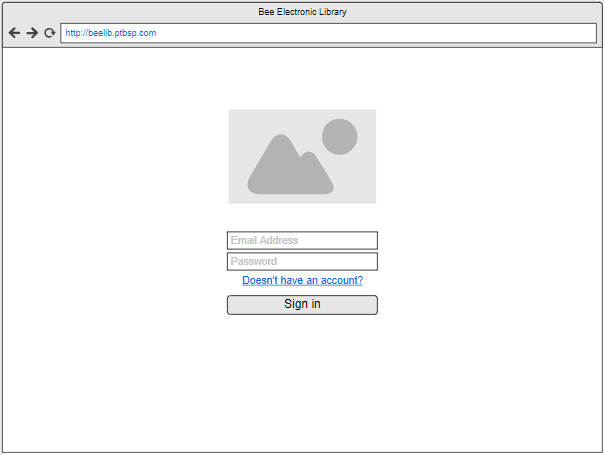 Bee Electronic Library
http://beelib.ptbsp.com
Email Address
Password
Doesn't have an account?
Sign in